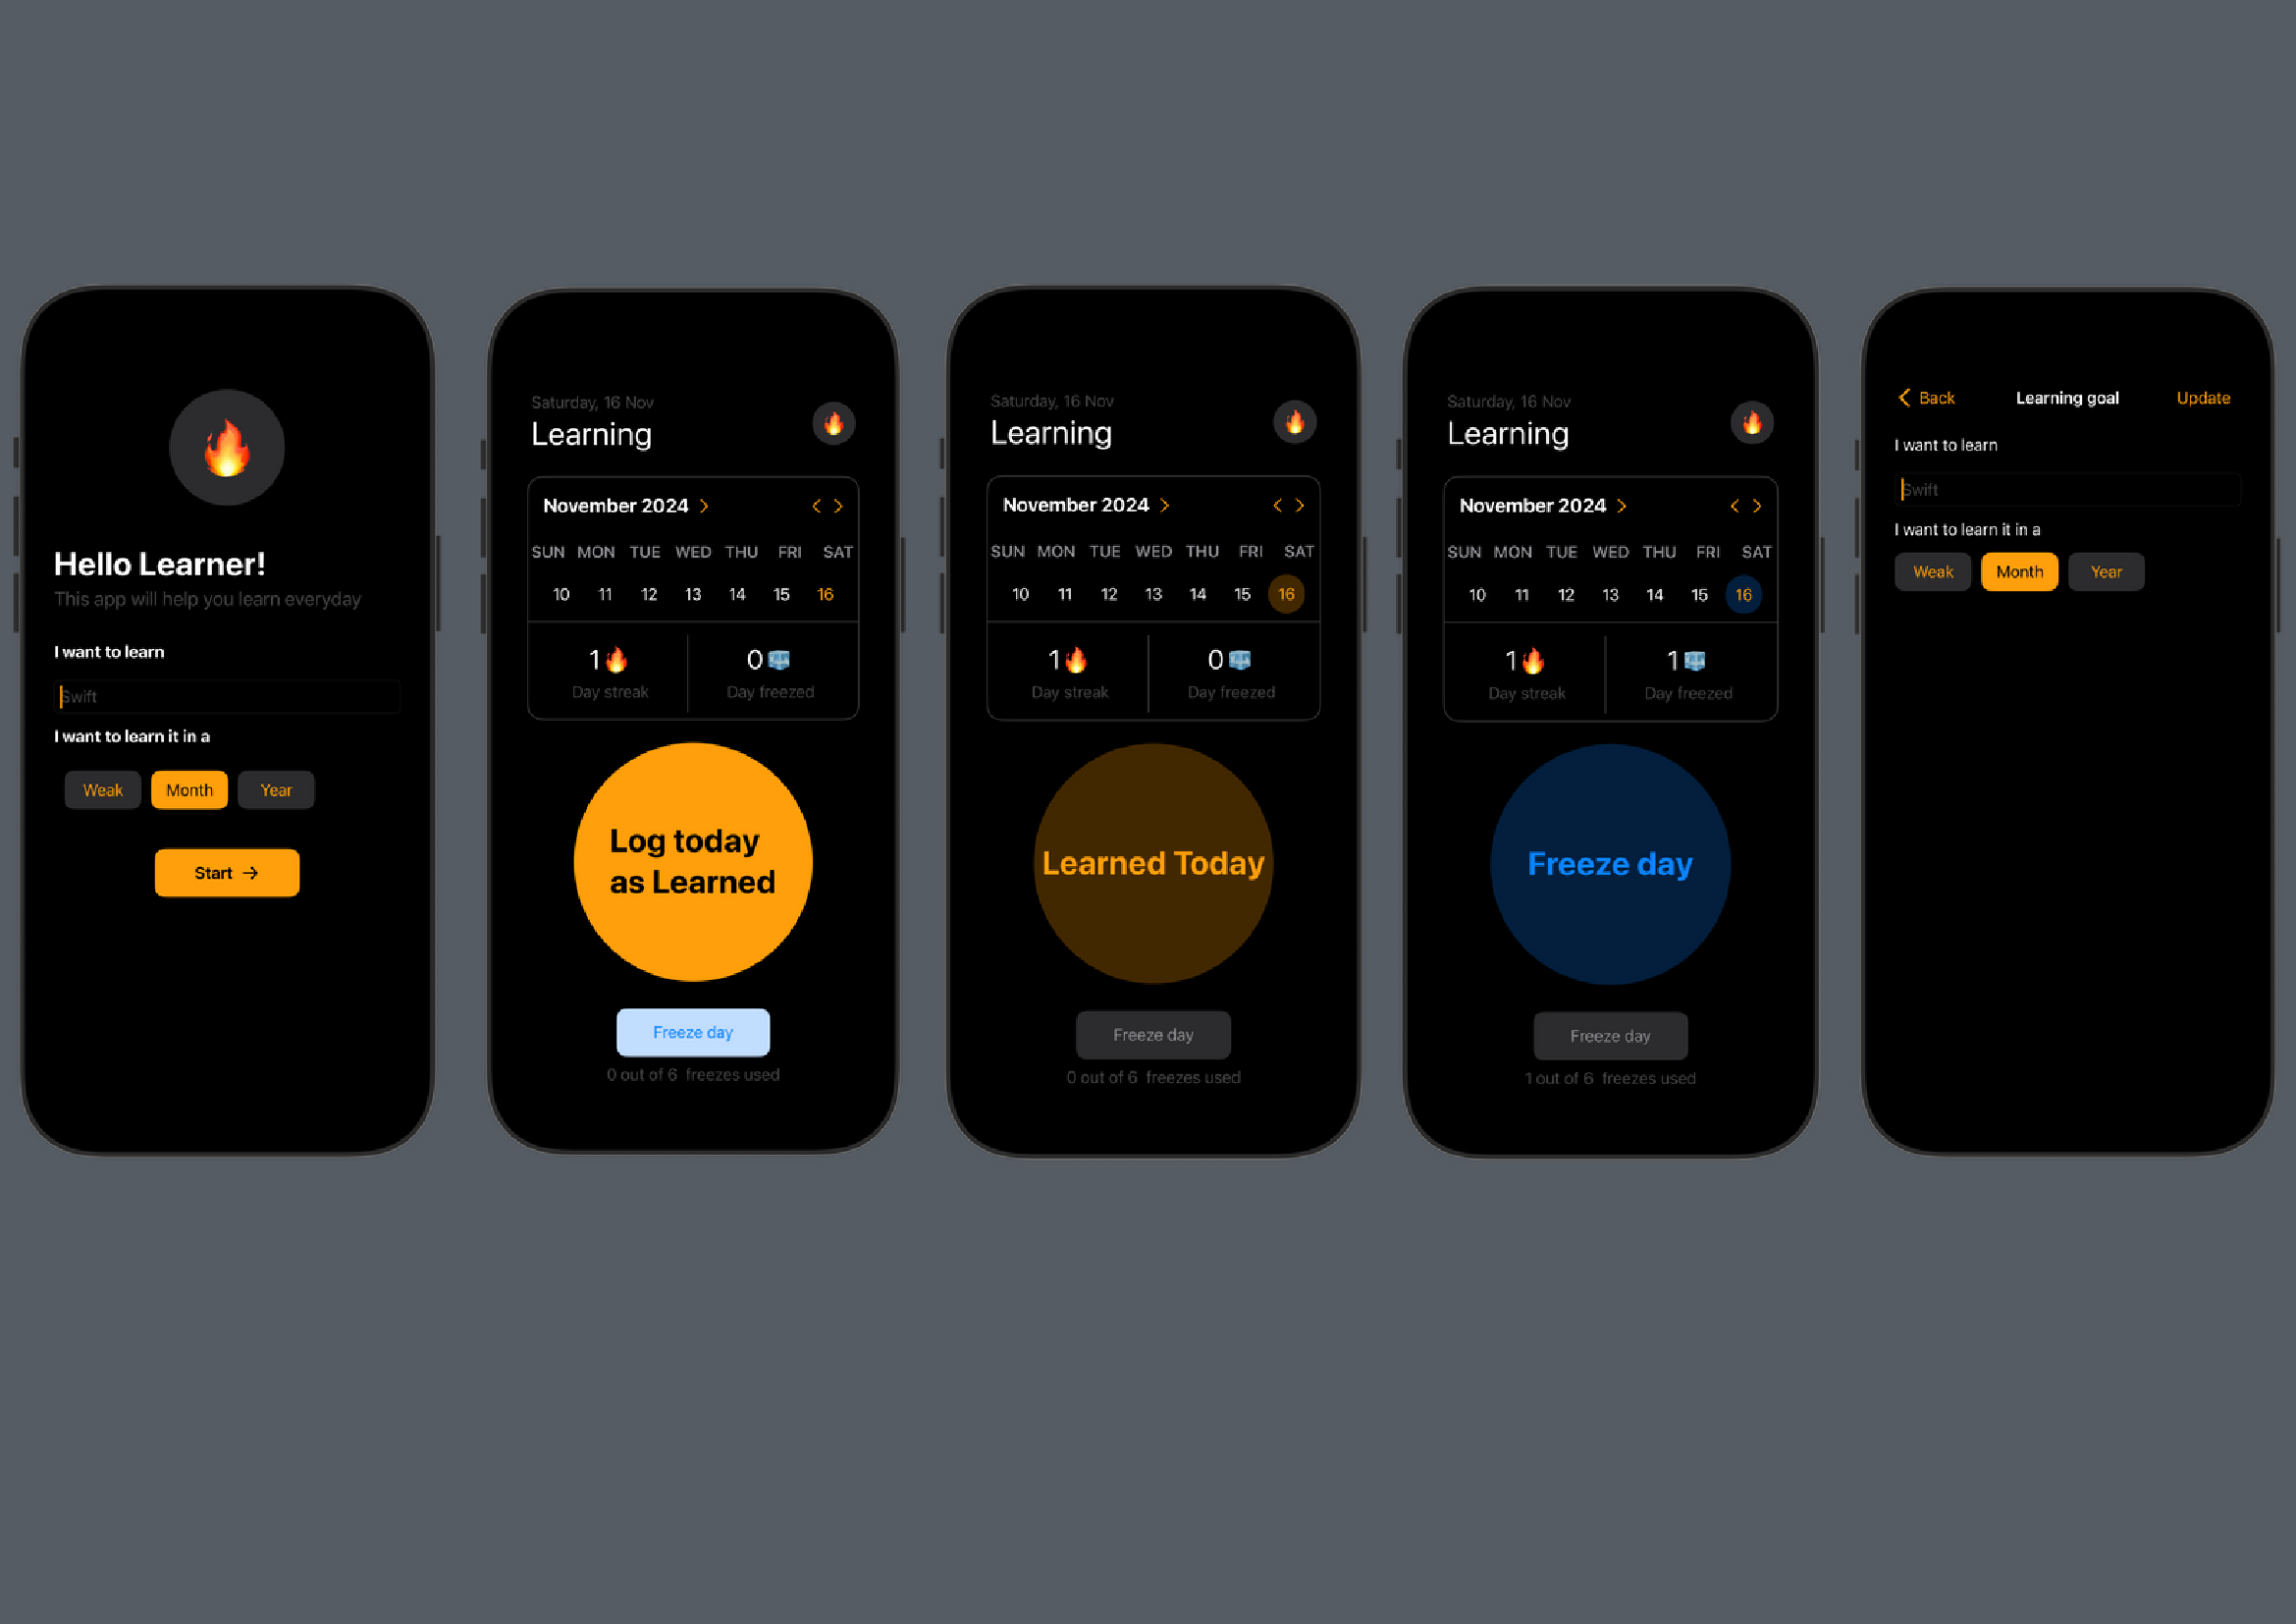 Hello Learner!
This app will help you learn everyday
I want to learn
Swift
I want to learn it in a
Weak Month Year
Start →
Saturday, 16 Nov
Learning
November 2024 > < >
SUN MON TUE WED THU FRI SAT
10 11 12 13 14 15 16
1 0
Day streak Day freezed
Log today
as Learned
Freeze day
0 out of 6 freezes used
Saturday, 16 Nov
Learning
November 2024 > < >
SUN MON TUE WED THU FRI SAT
10 11 12 13 14 15 16
1 0
Day streak Day freezed
Learned Today
Freeze day
0 out of 6 freezes used
Saturday, 16 Nov
Learning
November 2024 > < >
SUN MON TUE WED THU FRI SAT
10 11 12 13 14 15 16
1 1
Day streak Day freezed
Freeze day
Freeze day
1 out of 6 freezes used
< Back Learning goal Update
I want to learn
Swift
I want to learn it in a
Weak Month Year